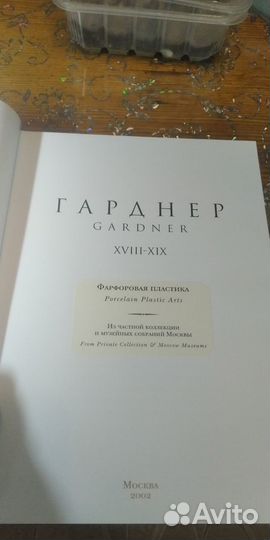 ГАРДНЕР
GARDNER
XVIII-XIX
ФАРФОРОВАЯ ПЛАСТИКА
Porcelain Plastic Arts
ИЗ ЧАСТНОЙ КОЛЛЕКЦИИ
И МУЗЕЙНЫХ СОБРАНИЙ МОСКВЫ
From Private Collection & Moscow Museums
МОСКВА
2002
Avito